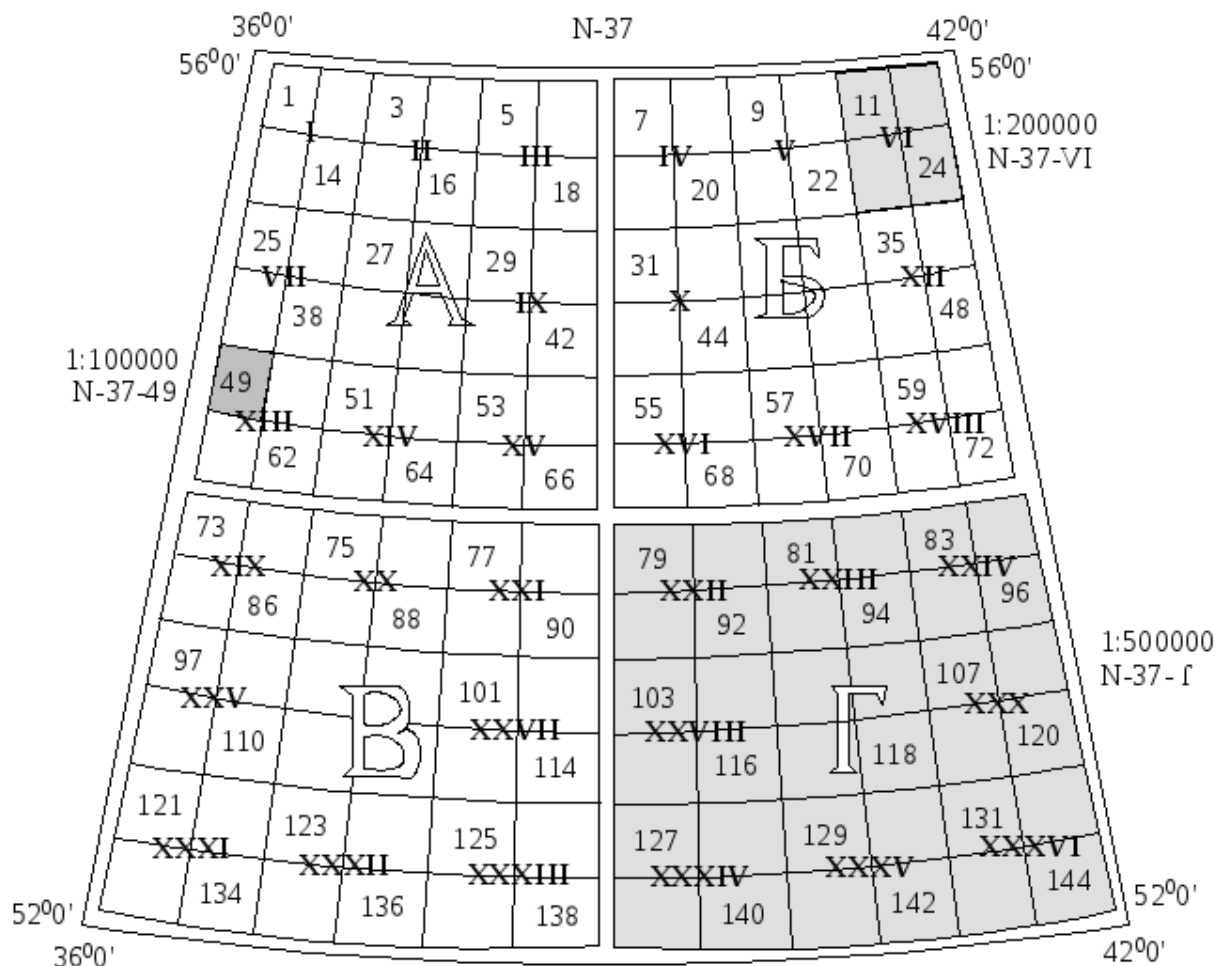 36⁰0' N-37 42⁰0'
56⁰0' 56⁰0'
1 3 5 7 9 11
I II III IV V VI 1:200000
N-37-VI
14 16 18 20 22 24
25 27 29 31 35
VII А IX X Б XII
38 42 44 48
1:100000
N-37-49
49 51 53 55 57 59
XIII XIV XV XVI XVII XVIII
62 64 66 68 70 72
73 75 77 79 81 83
XIX XX XXI XXII XXIII XXIV
86 88 90 92 94 96
1:500000
N-37-Г
97 101 103 107
XXV В XXVII XXVIII Г XXX
110 114 116 118 120
121 123 125 127 129 131
XXXI XXXII XXXIII XXXIV XXXV XXXVI
134 136 138 140 142 144
52⁰0' 52⁰0'
36⁰0' 42⁰0'